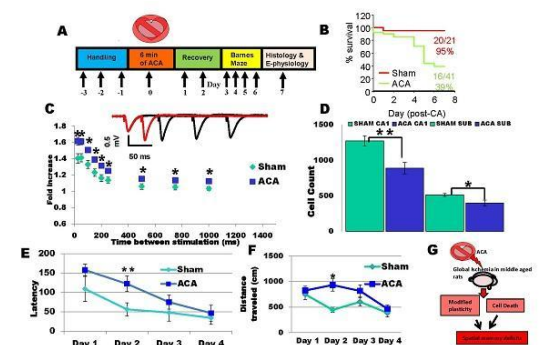 A
Handling
6 min of ACA
Recovery
Barnes Maze
Histology & E-physiology
-3 -2 -1 0 1 2 Day 3 4 5 6 7
B
% survival
120
100
80
60
40
20
0
20/21
95%
Sham
ACA
16/41
39%
0 2 4 6 8
Day (post-CA)
C
Fold Increase
1.8
1.6
1.4
1.2
1
0.8
0.6
0.5 mV
50 ms
** * * * * * * *
Sham
ACA
0 200 400 600 800 1000 1200
Time between stimulation (ms)
D
SHAM CA1 ACA CA1 SHAM SUB ACA SUB
Cell Count
1500
1000
500
0
**
*
E
Latency
200
150
100
50
0
**
Sham
ACA
Day 1 Day 2 Day 3 Day 4
F
Distance traveled (cm)
1500
1000
500
0
*
Sham
ACA
Day 1 Day 2 Day 3 Day 4
G
ACA
Global Ischemia in middle aged rats
Modified plasticity
Cell Death
Spatial memory deficits